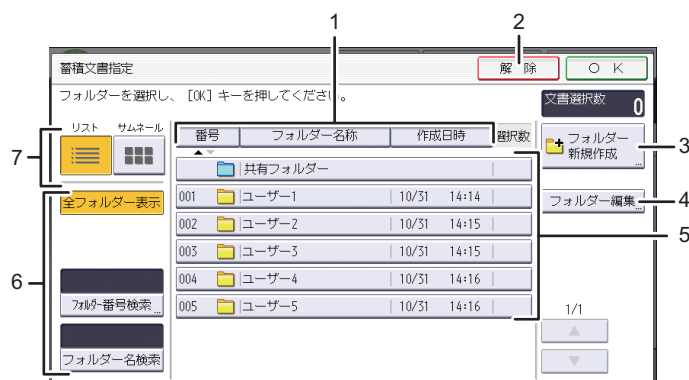 1
2
蓄積文書指定
解除
OK
フォルダーを選択し、［OK］キーを押してください。
文書選択数
0
リスト
サムネール
番号
フォルダー名称
作成日時
選択数
フォルダー
新規作成
...
3
7
共有フォルダー
全フォルダー表示
001 ユーザー1 10/31 14:14
フォルダー編集...
4
002 ユーザー2 10/31 14:15
5
003 ユーザー3 10/31 14:15
6
004 ユーザー4 10/31 14:16
フォルダー番号検索...
005 ユーザー5 10/31 14:16
1/1
フォルダー名検索